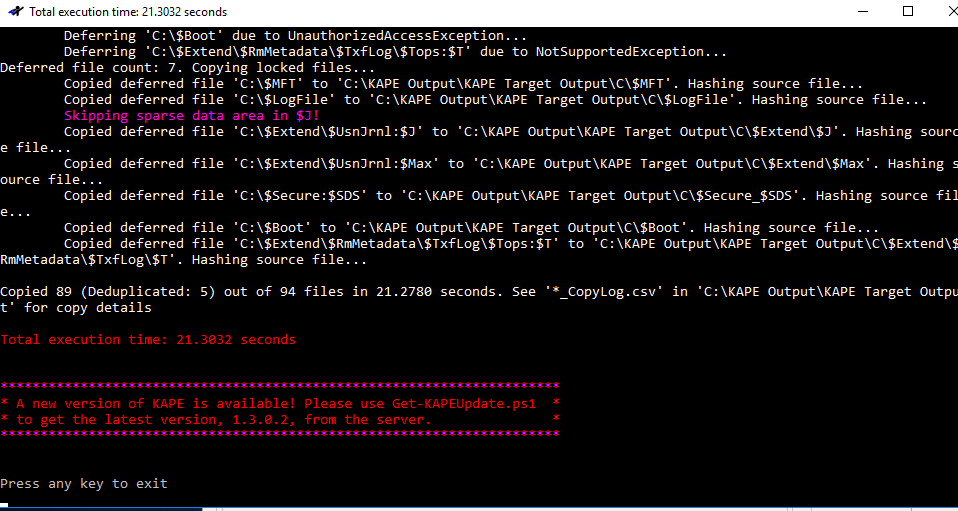 Total execution time: 21.3032 seconds
Deferring 'C:\$Boot' due to UnauthorizedAccessException...
Deferring 'C:\$Extend\$RmMetadata\$TxfLog\$Tops:$T' due to NotSupportedException...
Deferred file count: 7. Copying locked files...
Copied deferred file 'C:\$MFT' to 'C:\KAPE Output\KAPE Target Output\C\$MFT'. Hashing source file...
Copied deferred file 'C:\$LogFile' to 'C:\KAPE Output\KAPE Target Output\C\$LogFile'. Hashing source file...
Skipping sparse data area in $J!
Copied deferred file 'C:\$Extend\$UsnJrnl:$J' to 'C:\KAPE Output\KAPE Target Output\C\$Extend\$J'. Hashing sourc
e file...
Copied deferred file 'C:\$Extend\$UsnJrnl:$Max' to 'C:\KAPE Output\KAPE Target Output\C\$Extend\$Max'. Hashing s
ource file...
Copied deferred file 'C:\$Secure:$SDS' to 'C:\KAPE Output\KAPE Target Output\C\$Secure_$SDS'. Hashing source fil
e...
Copied deferred file 'C:\$Boot' to 'C:\KAPE Output\KAPE Target Output\C\$Boot'. Hashing source file...
Copied deferred file 'C:\$Extend\$RmMetadata\$TxfLog\$Tops:$T' to 'C:\KAPE Output\KAPE Target Output\C\$Extend\$
RmMetadata\$TxfLog\$T'. Hashing source file...
Copied 89 (Deduplicated: 5) out of 94 files in 21.2780 seconds. See '*_CopyLog.csv' in 'C:\KAPE Output\KAPE Target Outpu
t' for copy details
Total execution time: 21.3032 seconds
**********************************************************************
* A new version of KAPE is available! Please use Get-KAPEUpdate.ps1  *
* to get the latest version, 1.3.0.2, from the server.               *
**********************************************************************
Press any key to exit